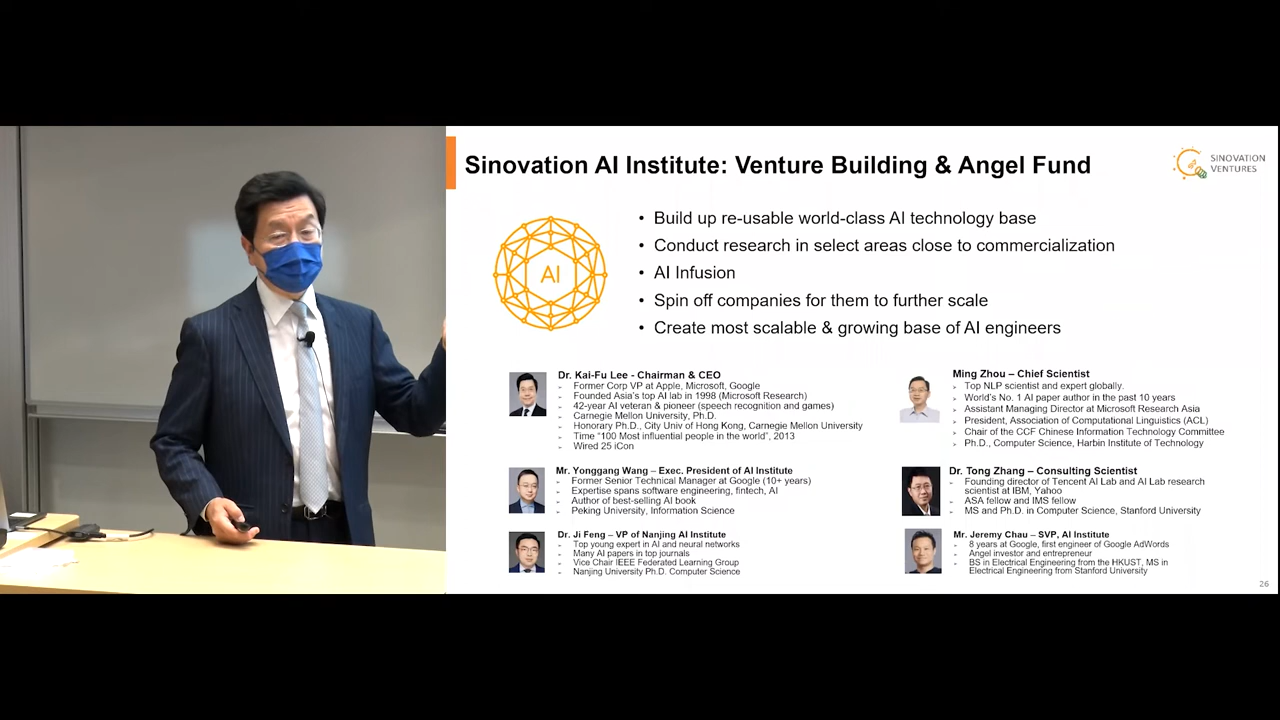 Sinovation AI Institute: Venture Building & Angel Fund
SINOVATION
VENTURES
AI
• Build up re-usable world-class AI technology base
• Conduct research in select areas close to commercialization
• AI Infusion
• Spin off companies for them to further scale
• Create most scalable & growing base of AI engineers
Dr. Kai-Fu Lee - Chairman & CEO
Former Corp VP at Apple, Microsoft, Google
Founded Asia's top AI lab in 1998 (Microsoft Research)
42-year AI veteran & pioneer (speech recognition and games)
Carnegie Mellon University, Ph.D.
Honorary Ph.D., City Univ of Hong Kong, Carnegie Mellon University
Time "100 Most influential people in the world", 2013
Wired 25 iCon
Ming Zhou – Chief Scientist
Top NLP scientist and expert globally.
World's No. 1 AI paper author in the past 10 years
Assistant Managing Director at Microsoft Research Asia
President, Association of Computational Linguistics (ACL)
Chair of the CCF Chinese Information Technology Committee
Ph.D., Computer Science, Harbin Institute of Technology
Mr. Yonggang Wang – Exec. President of AI Institute
Former Senior Technical Manager at Google (10+ years)
Expertise spans software engineering, fintech, AI
Author of best-selling AI book
Peking University, Information Science
Dr. Tong Zhang – Consulting Scientist
Founding director of Tencent AI Lab and AI Lab research
scientist at IBM, Yahoo
ASA fellow and IMS fellow
MS and Ph.D. in Computer Science, Stanford University
Dr. Ji Feng – VP of Nanjing AI Institute
Top young expert in AI and neural networks
Many AI papers in top journals
Vice Chair IEEE Federated Learning Group
Nanjing University Ph.D. Computer Science
Mr. Jeremy Chau – SVP, AI Institute
8 years at Google, first engineer of Google AdWords
Angel investor and entrepreneur
BS in Electrical Engineering from the HKUST, MS in
Electrical Engineering from Stanford University
26